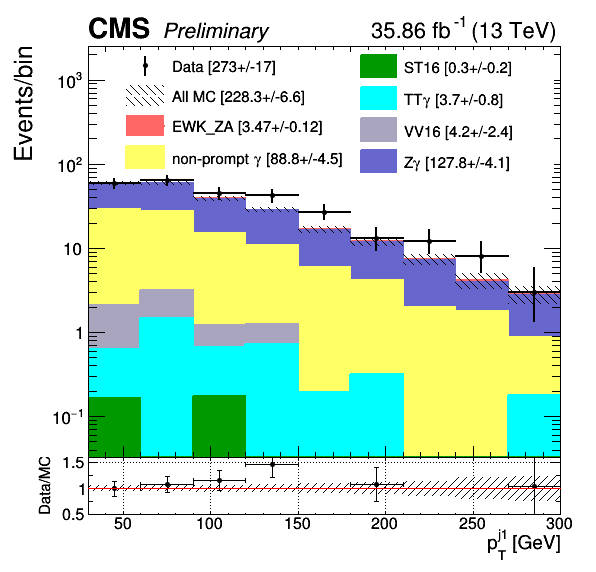 CMS Preliminary 35.86 fb⁻¹ (13 TeV)
Events/bin
Data [273+/-17]
All MC [228.3+/-6.6]
EWK_ZA [3.47+/-0.12]
non-prompt γ [88.8+/-4.5]
ST16 [0.3+/-0.2]
TTγ [3.7+/-0.8]
VV16 [4.2+/-2.4]
Zγ [127.8+/-4.1]
10³
10²
10
1
10⁻¹
Data/MC
1.5
1
0.5
50 100 150 200 250 300
p_T^j1 [GeV]